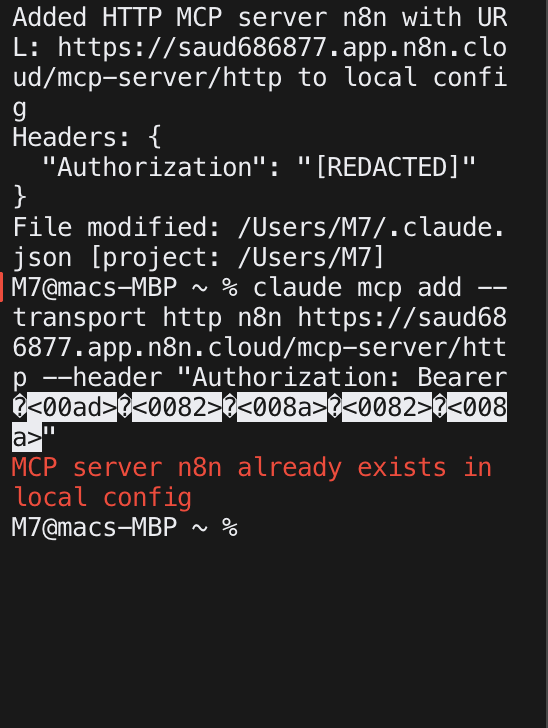 Added HTTP MCP server n8n with UR
L: https://saud686877.app.n8n.clo
ud/mcp-server/http to local confi
g
Headers: {
  "Authorization": "[REDACTED]"
}
File modified: /Users/M7/.claude.
json [project: /Users/M7]
M7@macs-MBP ~ % claude mcp add --
transport http n8n https://saud68
6877.app.n8n.cloud/mcp-server/htt
p --header "Authorization: Bearer
�<00ad>�<0082>�<008a>�<0082>�<008
a>"
MCP server n8n already exists in
local config
M7@macs-MBP ~ %